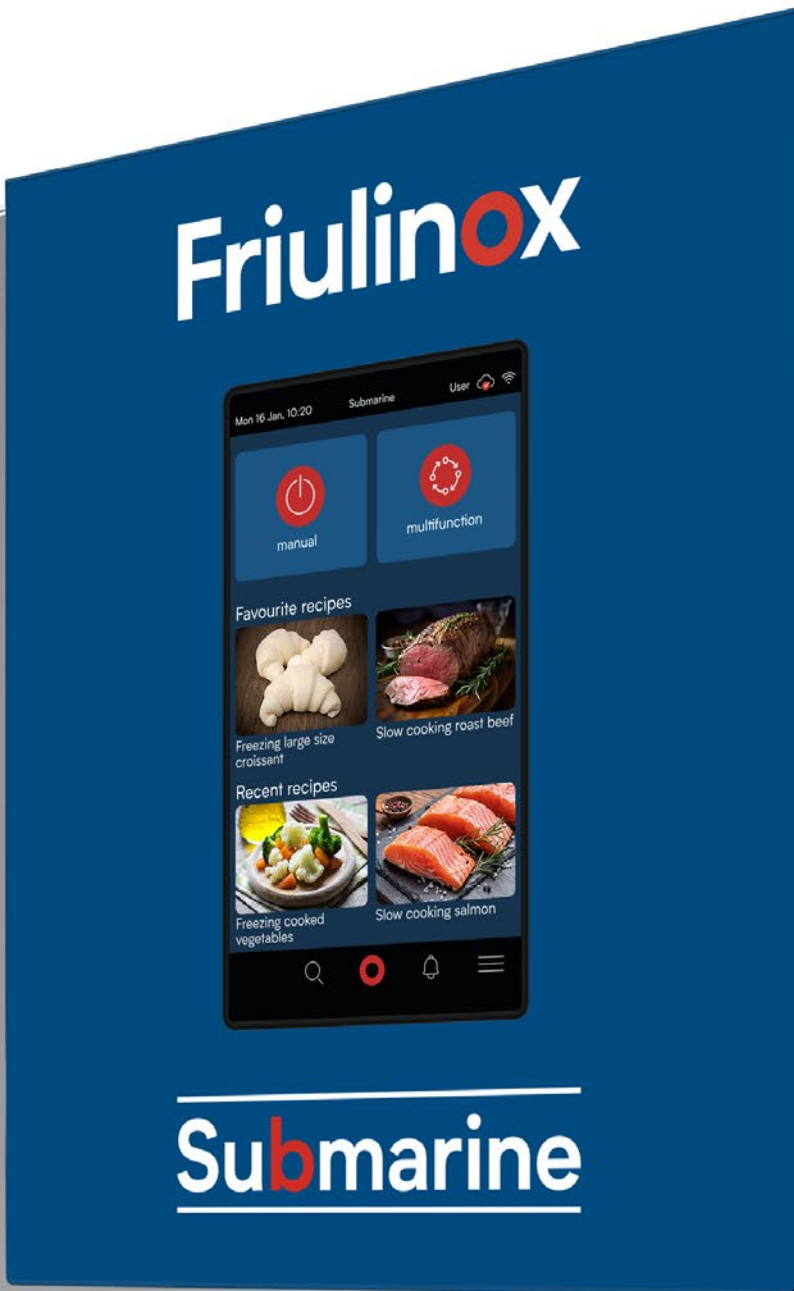 Friulinox
Mon 16 Jan, 10:20 Submarine User
manual multifunction
Favourite recipes
Freezing large size
croissant
Slow cooking roast beef
Recent recipes
Freezing cooked
vegetables
Slow cooking salmon
Submarine